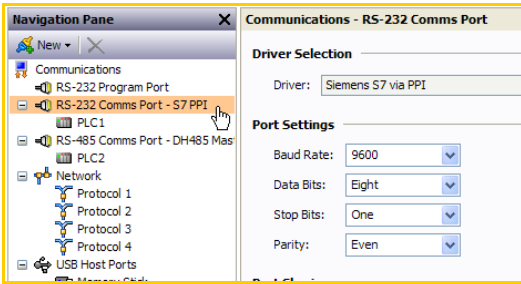 Navigation Pane
New
Communications
RS-232 Program Port
RS-232 Comms Port - S7 PPI
PLC1
RS-485 Comms Port - DH485 Mas
PLC2
Network
Protocol 1
Protocol 2
Protocol 3
Protocol 4
USB Host Ports
Memory Stick
Communications - RS-232 Comms Port
Driver Selection
Driver: Siemens S7 via PPI
Port Settings
Baud Rate: 9600
Data Bits: Eight
Stop Bits: One
Parity: Even